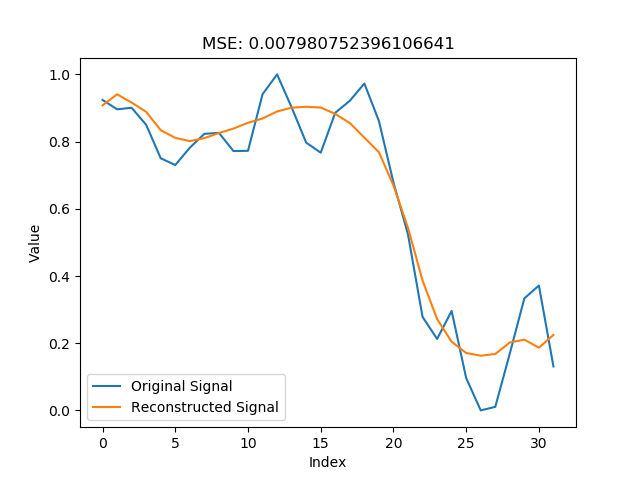 MSE: 0.007980752396106641
1.0
0.8
0.6
0.4
0.2
0.0
Value
Original Signal
Reconstructed Signal
0 5 10 15 20 25 30
Index